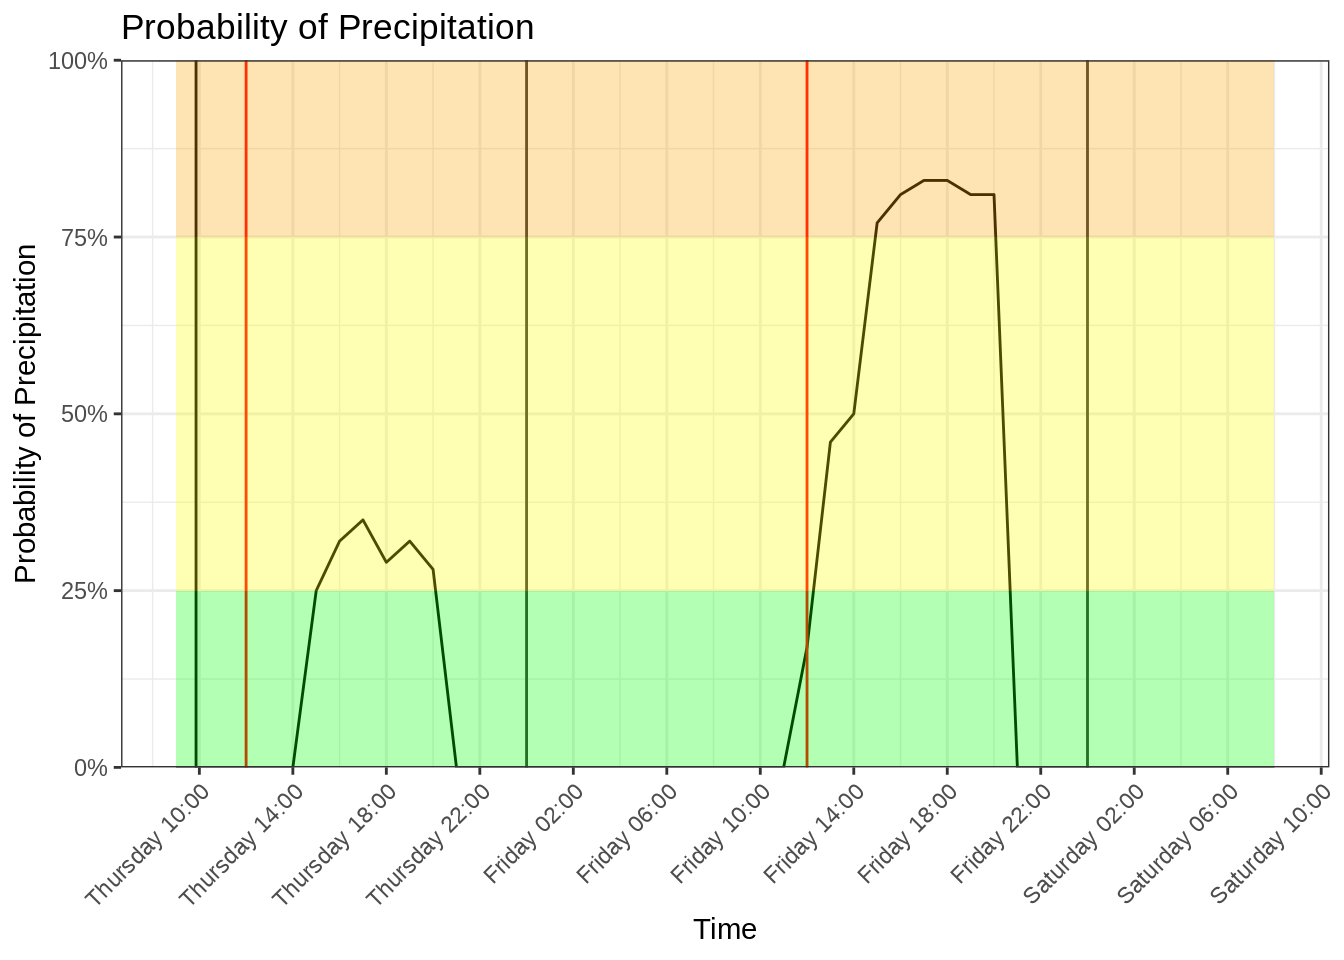 Probability of Precipitation
Probability of Precipitation
100%
75%
50%
25%
0%
Thursday 10:00
Thursday 14:00
Thursday 18:00
Thursday 22:00
Friday 02:00
Friday 06:00
Friday 10:00
Friday 14:00
Friday 18:00
Friday 22:00
Saturday 02:00
Saturday 06:00
Saturday 10:00
Time